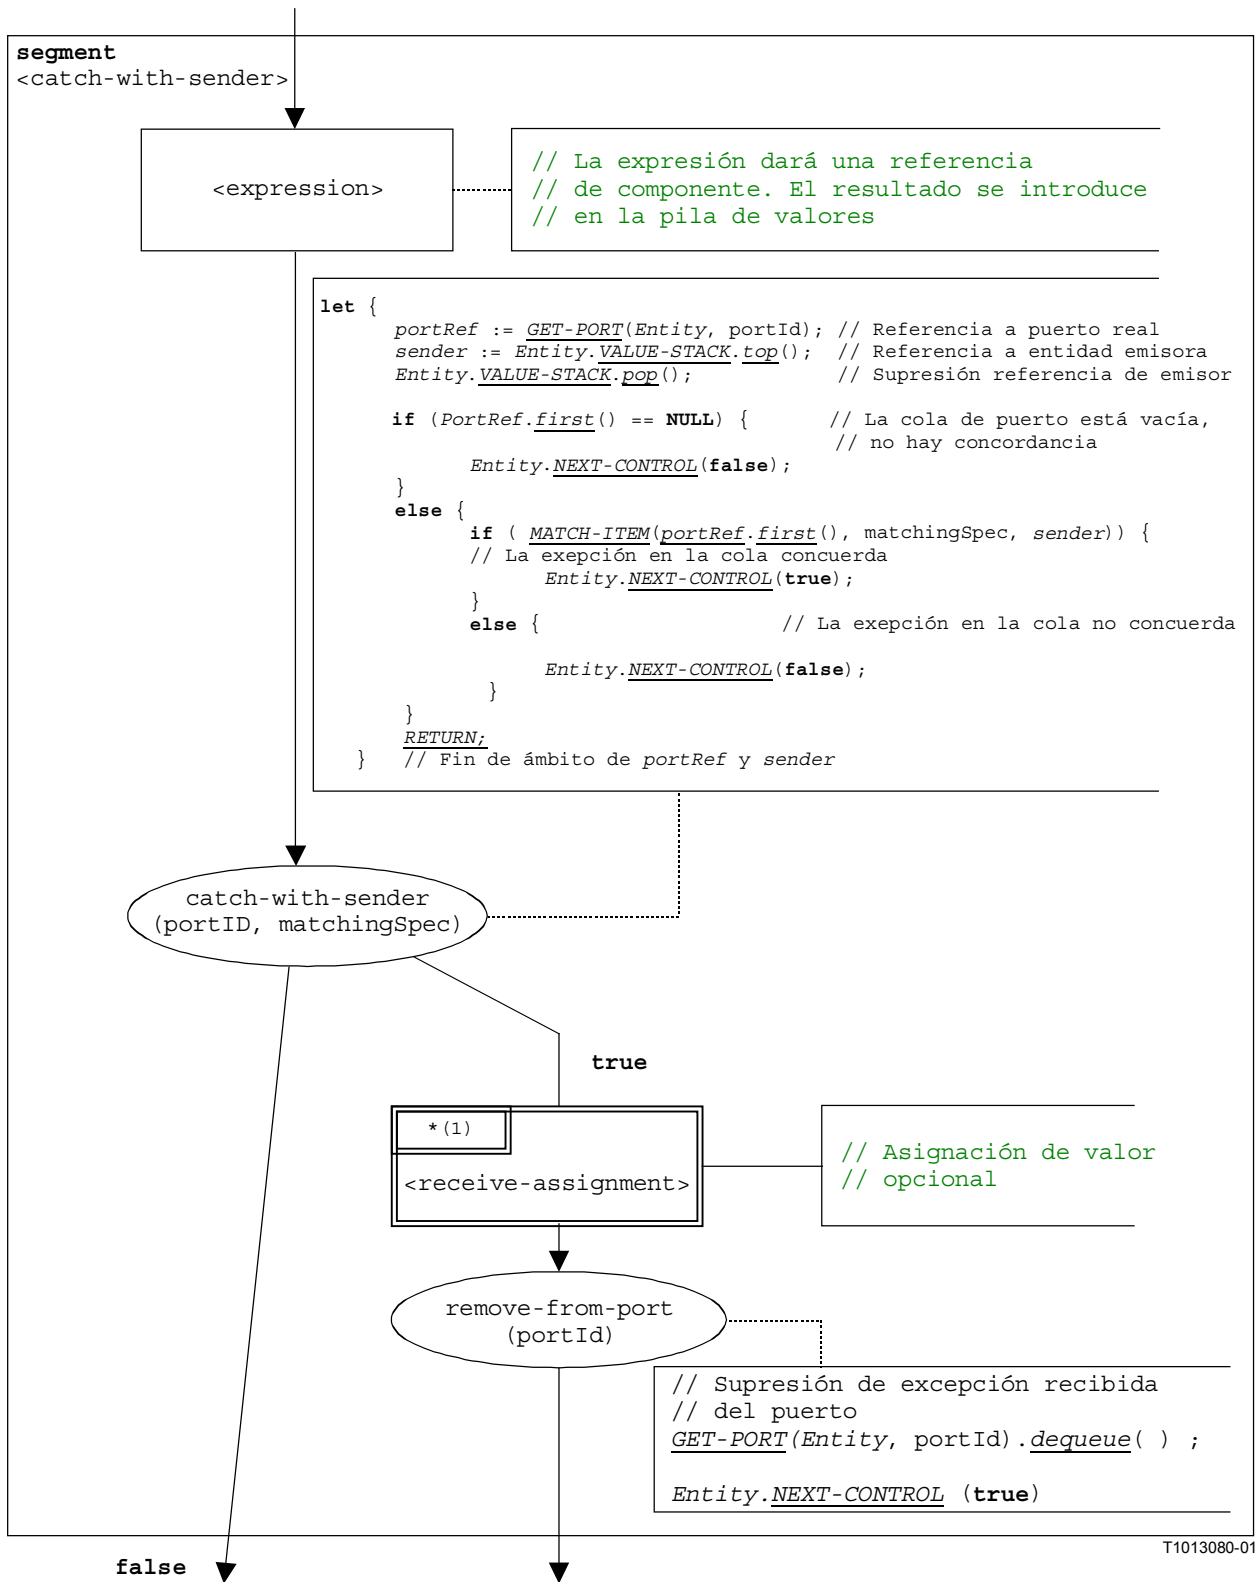 segment
<catch-with-sender>
<expression>
// La expresión dará una referencia
// de componente. El resultado se introduce
// en la pila de valores
let {
portRef := GET-PORT(Entity, portId); // Referencia a puerto real
sender := Entity.VALUE-STACK.top(); // Referencia a entidad emisora
Entity.VALUE-STACK.pop(); // Supresión referencia de emisor
if (PortRef.first() == NULL) { // La cola de puerto está vacía,
// no hay concordancia
Entity.NEXT-CONTROL(false);
}
else {
if ( MATCH-ITEM(portRef.first(), matchingSpec, sender)) {
// La exepción en la cola concuerda
Entity.NEXT-CONTROL(true);
}
else { // La exepción en la cola no concuerda
Entity.NEXT-CONTROL(false);
}
}
RETURN;
} // Fin de ámbito de portRef y sender
catch-with-sender
(portID, matchingSpec)
true
*(1)
<receive-assignment>
// Asignación de valor
// opcional
remove-from-port
(portId)
// Supresión de excepción recibida
// del puerto
GET-PORT(Entity, portId).dequeue( ) ;
Entity.NEXT-CONTROL (true)
T1013080-01
false